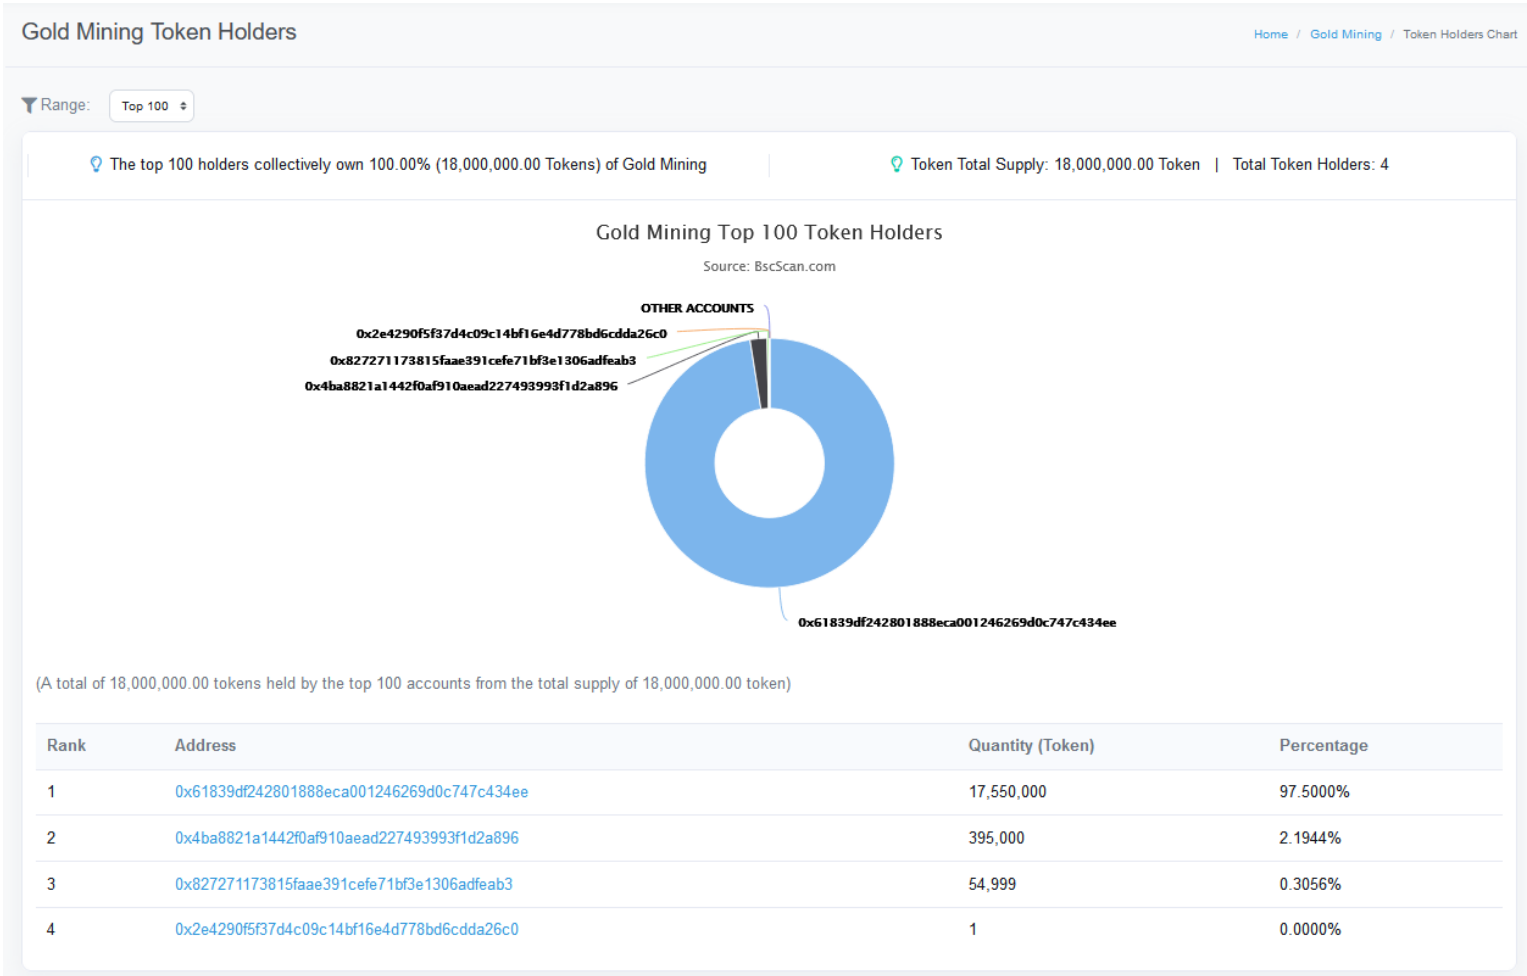 Gold Mining Token Holders
Home / Gold Mining / Token Holders Chart
Range: Top 100
The top 100 holders collectively own 100.00% (18,000,000.00 Tokens) of Gold Mining
Token Total Supply: 18,000,000.00 Token | Total Token Holders: 4
Gold Mining Top 100 Token Holders
Source: BscScan.com
OTHER ACCOUNTS
0x2e4290f5f37d4c09c14bf16e4d778bd6cdda26c0
0x827271173815faae391cefe71bf3e1306adfeab3
0x4ba8821a1442f0af910aead227493993f1d2a896
0x61839df242801888eca001246269d0c747c434ee
(A total of 18,000,000.00 tokens held by the top 100 accounts from the total supply of 18,000,000.00 token)
Rank Address Quantity (Token) Percentage
1 0x61839df242801888eca001246269d0c747c434ee 17,550,000 97.5000%
2 0x4ba8821a1442f0af910aead227493993f1d2a896 395,000 2.1944%
3 0x827271173815faae391cefe71bf3e1306adfeab3 54,999 0.3056%
4 0x2e4290f5f37d4c09c14bf16e4d778bd6cdda26c0 1 0.0000%